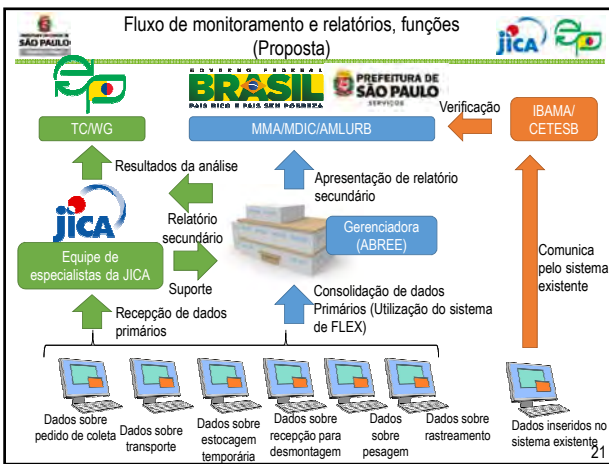 Fluxo de monitoramento e relatórios, funções
(Proposta)
SÃO PAULO
jICA
ep
ep
GOVERNO FEDERAL
BRASIL
PAÍS RICO É PAÍS SEM POBREZA
PREFEITURA DE
SÃO PAULO
SERVIÇOS
TC/WG
MMA/MDIC/AMLURB
Verificação
IBAMA/
CETESB
Resultados da análise
Apresentação de relatório
secundário
jICA
Relatório
secundário
Gerenciadora
(ABREE)
Equipe de
especialistas da JICA
Suporte
Comunica
pelo sistema
existente
Recepção de dados
primários
Consolidação de dados
Primários (Utilização do sistema
de FLEX)
Dados sobre
pedido de coleta
Dados sobre
transporte
Dados sobre
estocagem
temporária
Dados sobre
recepção para
desmontagem
Dados
sobre
pesagem
Dados sobre
rastreamento
Dados inseridos no
sistema existente
21